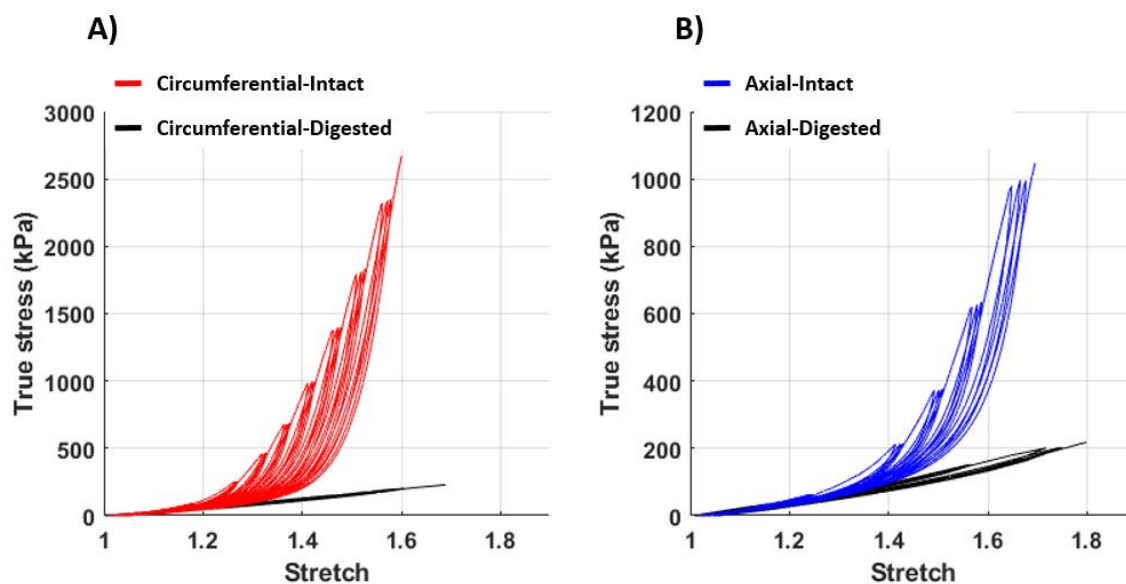 A)
Circumferential-Intact
Circumferential-Digested
3000
2500
2000
1500
1000
500
0
True stress (kPa)
1 1.2 1.4 1.6 1.8
Stretch
B)
Axial-Intact
Axial-Digested
1200
1000
800
600
400
200
0
True stress (kPa)
1 1.2 1.4 1.6 1.8
Stretch